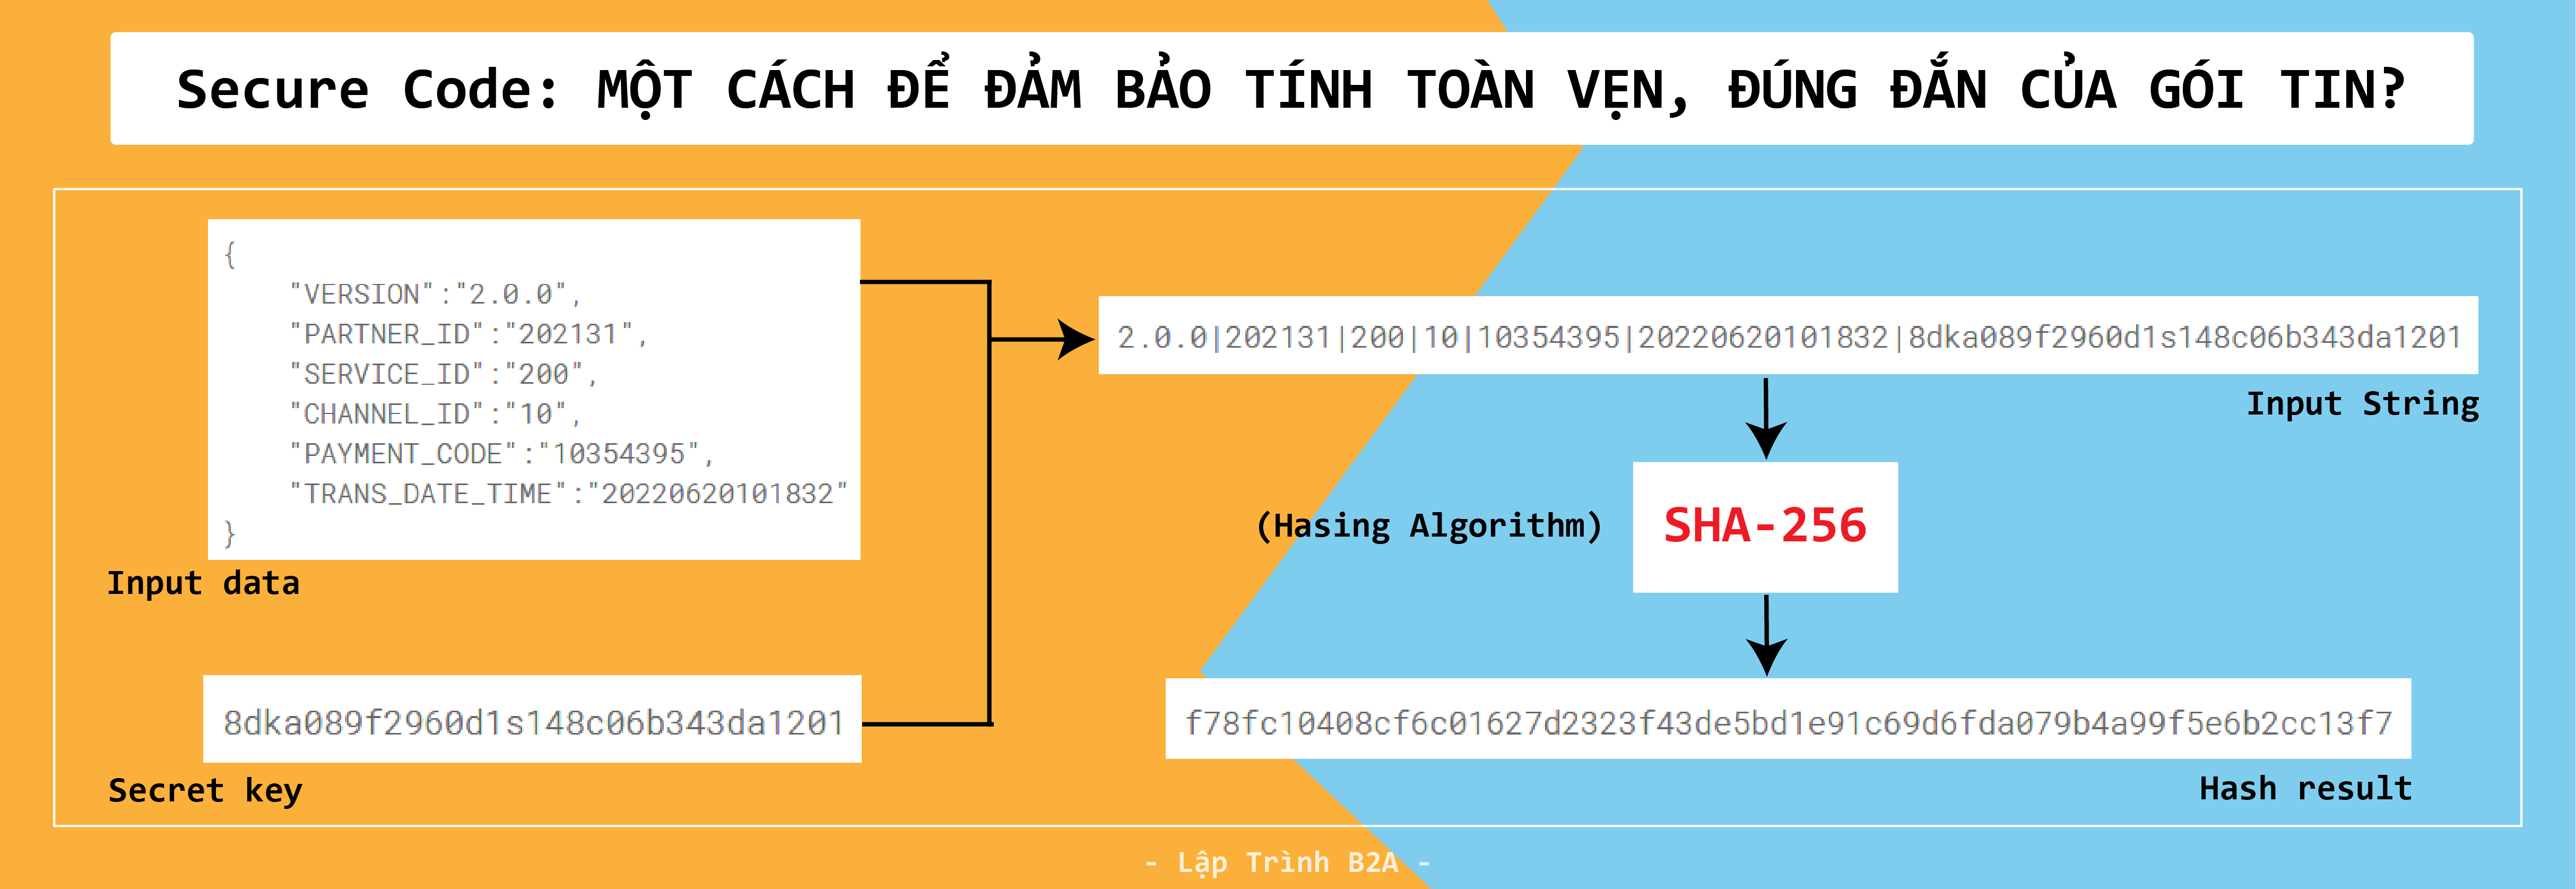 Secure Code: MỘT CÁCH ĐỂ ĐẢM BẢO TÍNH TOÀN VẸN, ĐÚNG ĐẮN CỦA GÓI TIN?
{
"VERSION":"2.0.0",
"PARTNER_ID":"202131",
"SERVICE_ID":"200",
"CHANNEL_ID":"10",
"PAYMENT_CODE":"10354395",
"TRANS_DATE_TIME":"20220620101832"
}
Input data
8dka089f2960d1s148c06b343da1201
Secret key
2.0.0|202131|200|10|10354395|20220620101832|8dka089f2960d1s148c06b343da1201
Input String
(Hasing Algorithm)
SHA-256
f78fc10408cf6c01627d2323f43de5bd1e91c69d6fda079b4a99f5e6b2cc13f7
Hash result
- Lập Trình B2A -